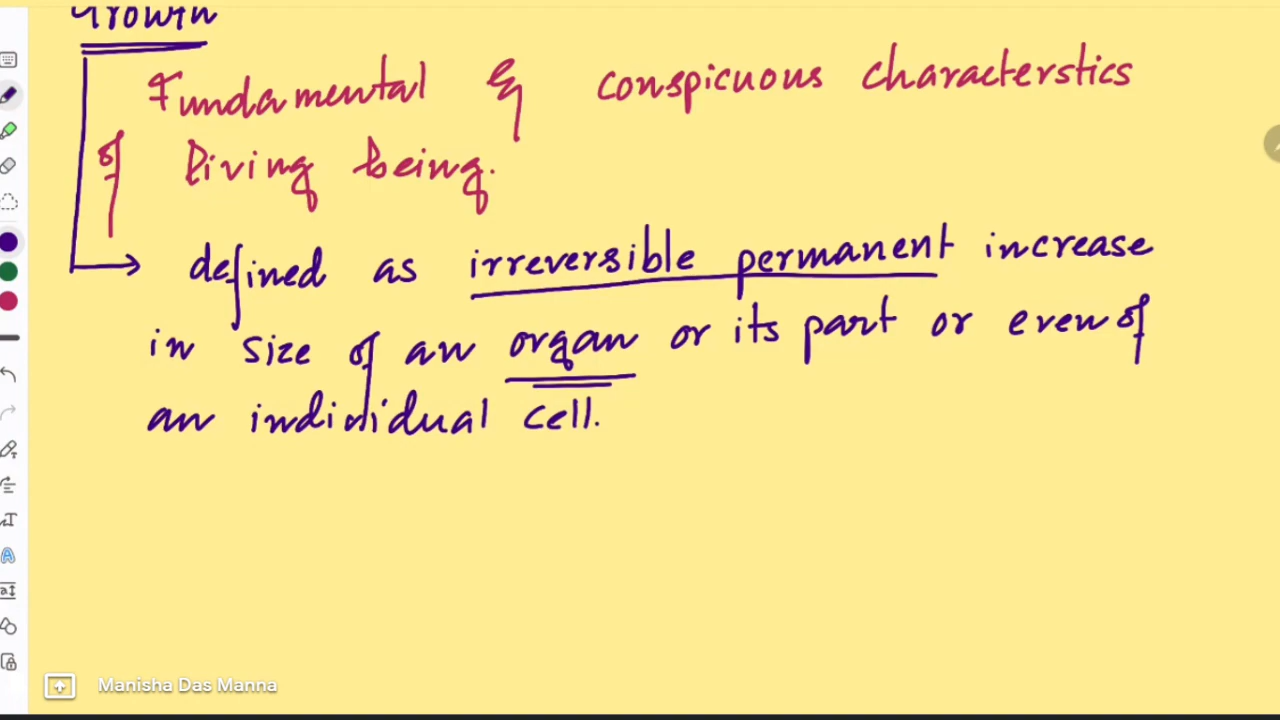 Growth
Fundamental & conspicuous characterstics
of Living being.
defined as irreversible permanent increase
in size of an organ or its part or even of
an individual cell.
Manisha Das Manna